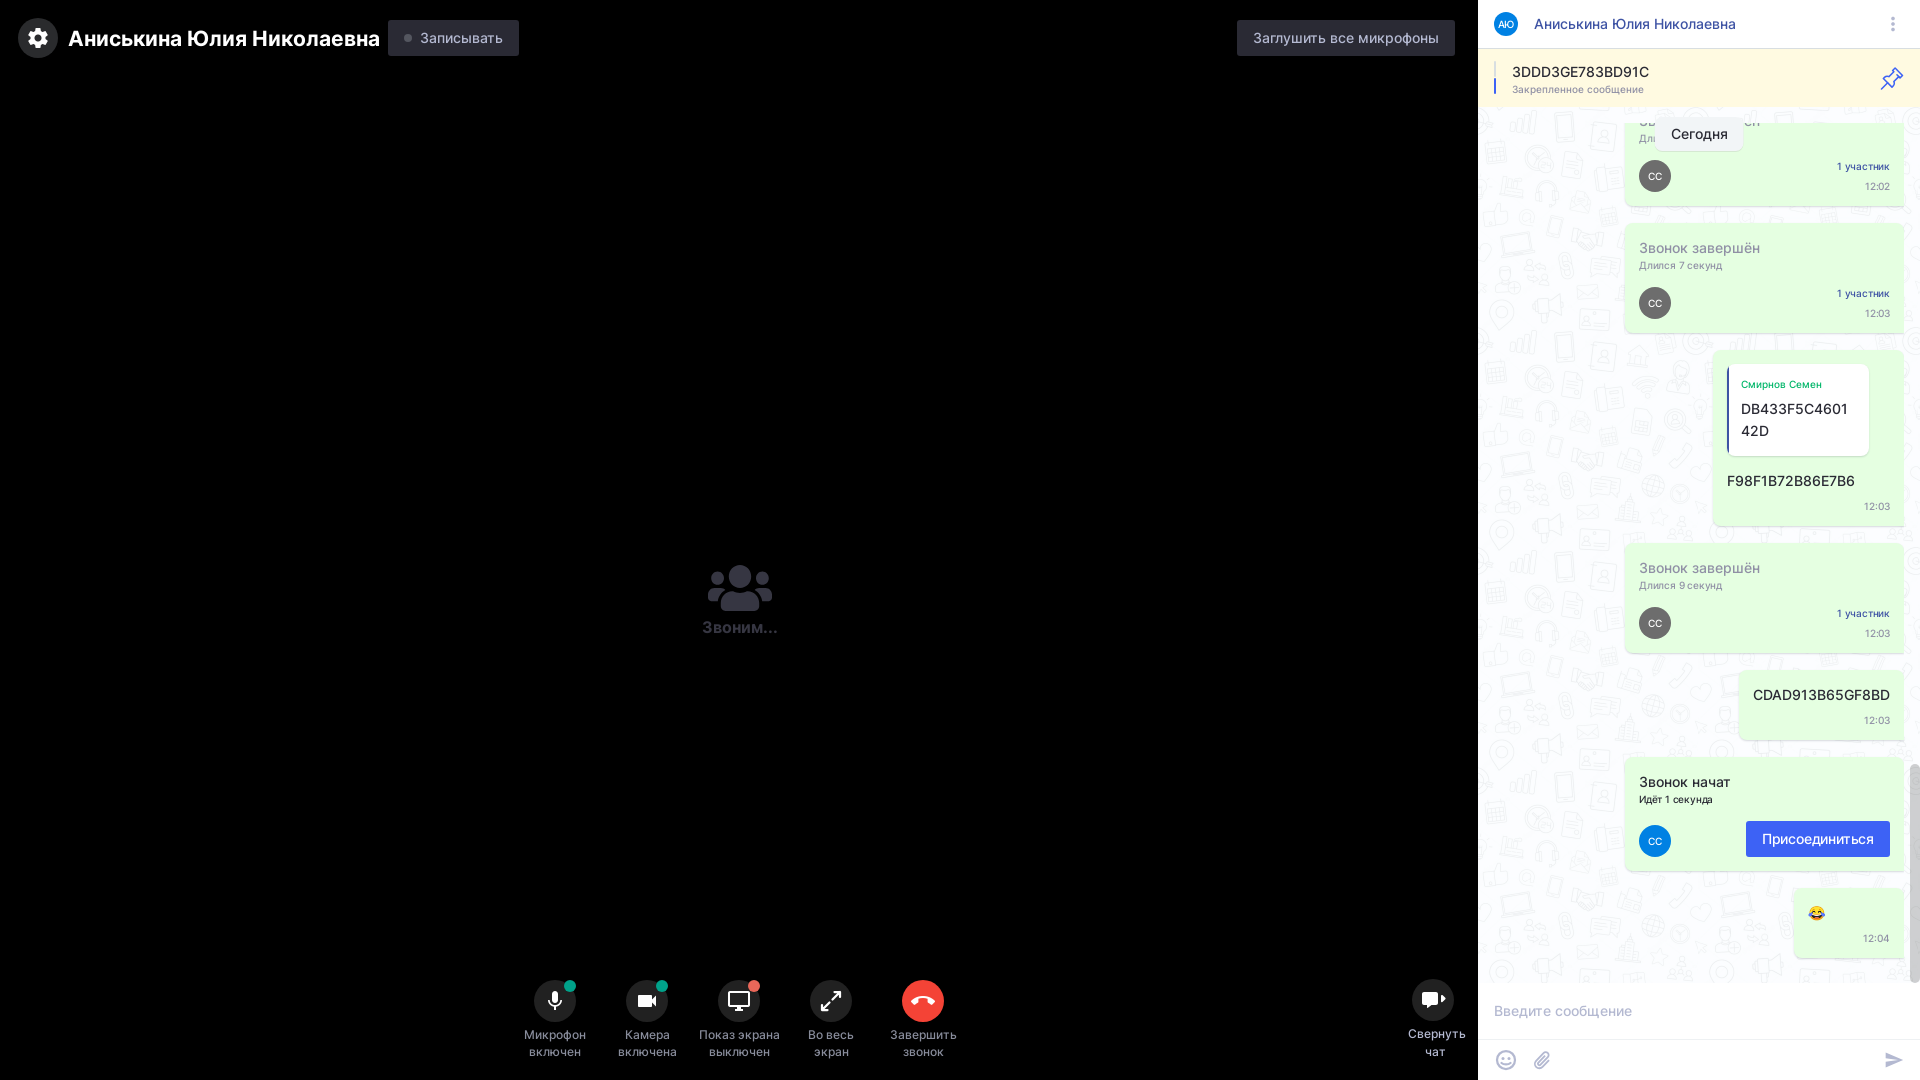 Аниськина Юлия Николаевна
Записывать
Заглушить все микрофоны
Звоним...
Микрофон
включен
Камера
включена
Показ экрана
выключен
Во весь
экран
Завершить
звонок
Свернуть
чат
АЮ
Аниськина Юлия Николаевна
3DDD3GE783BD91C
Закрепленное сообщение
Сегодня
СС
1 участник
12:02
Звонок завершён
Длился 7 секунд
СС
1 участник
12:03
Смирнов Семен
DB433F5C4601
42D
F98F1B72B86E7B6
12:03
Звонок завершён
Длился 9 секунд
СС
1 участник
12:03
CDAD913B65GF8BD
12:03
Звонок начат
Идёт 1 секунда
СС
Присоединиться
😂
12:04
Введите сообщение